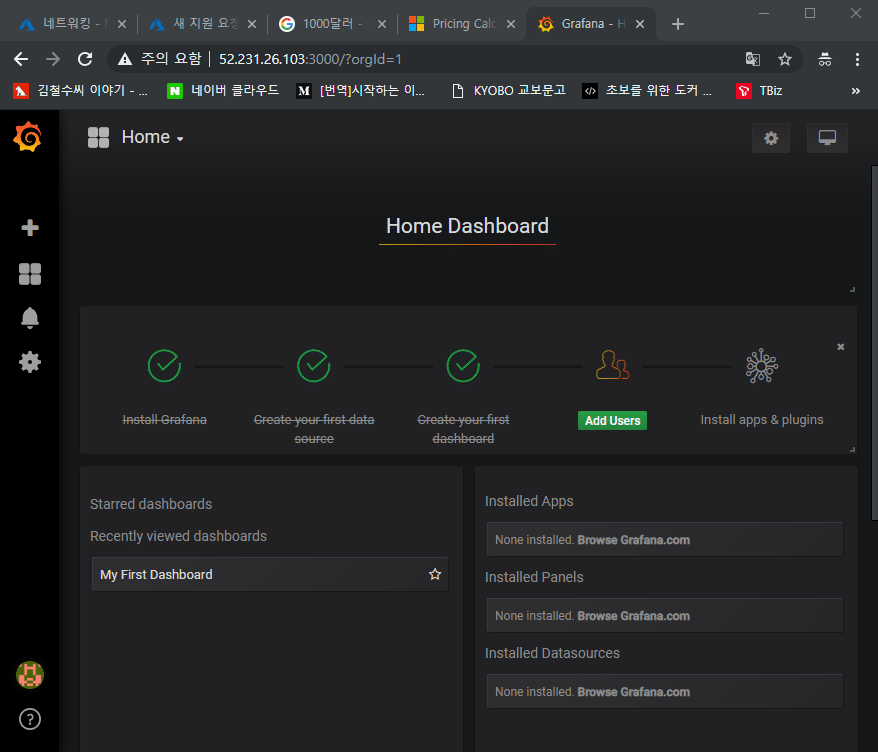 네트워킹 -
새 지원 요청
1000달러 -
Pricing Calc
Grafana - H
주의 요함
52.231.26.103:3000/?orgId=1
김철수씨 이야기 - ...
네이버 클라우드
[번역]시작하는 이...
KYOBO 교보문고
초보를 위한 도커 ...
TBiz
»
Home
Home Dashboard
Install Grafana
Create your first data
source
Create your first
dashboard
Add Users
Install apps & plugins
Starred dashboards
Recently viewed dashboards
My First Dashboard
Installed Apps
None installed. Browse Grafana.com
Installed Panels
None installed. Browse Grafana.com
Installed Datasources
None installed. Browse Grafana.com